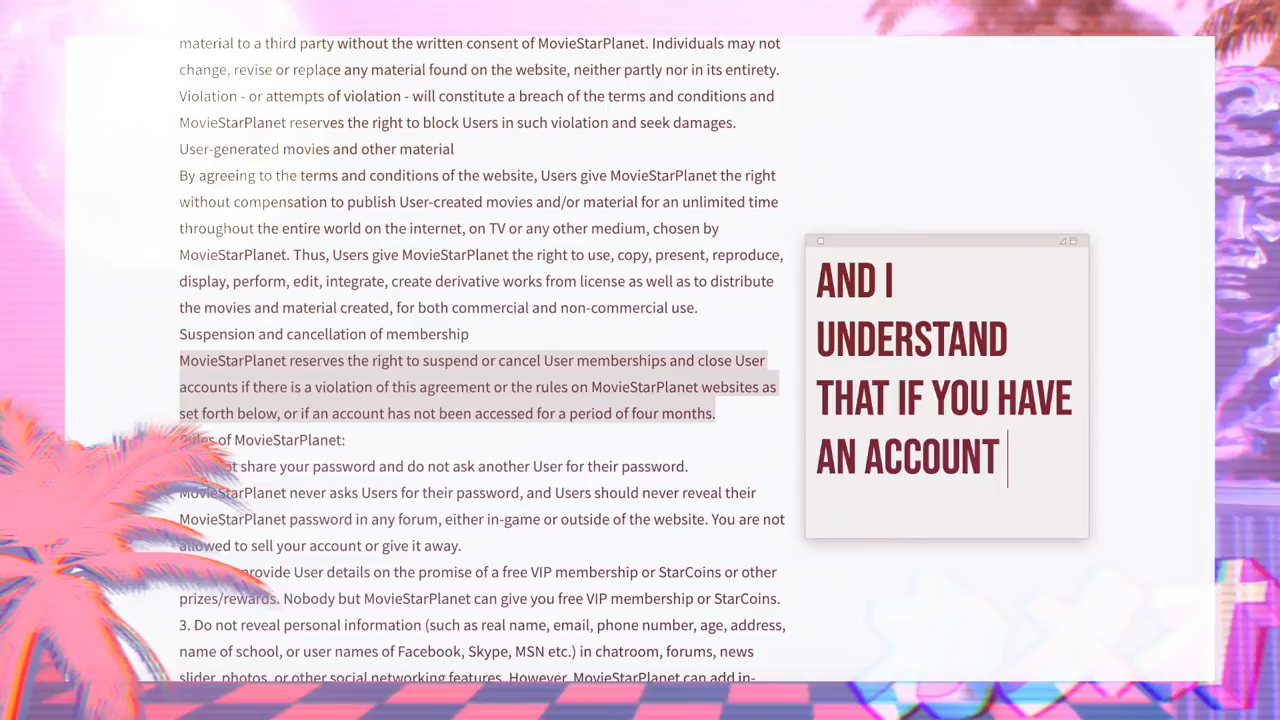 material to a third party without the written consent of MovieStarPlanet. Individuals may not
change, revise or replace any material found on the website, neither partly nor in its entirety.
Violation - or attempts of violation - will constitute a breach of the terms and conditions and
MovieStarPlanet reserves the right to block Users in such violation and seek damages.
User-generated movies and other material
By agreeing to the terms and conditions of the website, Users give MovieStarPlanet the right
without compensation to publish User-created movies and/or material for an unlimited time
throughout the entire world on the internet, on TV or any other medium, chosen by
MovieStarPlanet. Thus, Users give MovieStarPlanet the right to use, copy, present, reproduce,
display, perform, edit, integrate, create derivative works from license as well as to distribute
the movies and material created, for both commercial and non-commercial use.
Suspension and cancellation of membership
MovieStarPlanet reserves the right to suspend or cancel User memberships and close User
accounts if there is a violation of this agreement or the rules on MovieStarPlanet websites as
set forth below, or if an account has not been accessed for a period of four months.
Rules of MovieStarPlanet:
share your password and do not ask another User for their password.
MovieStarPlanet never asks Users for their password, and Users should never reveal their
MovieStarPlanet password in any forum, either in-game or outside of the website. You are not
allowed to sell your account or give it away.
provide User details on the promise of a free VIP membership or StarCoins or other
prizes/rewards. Nobody but MovieStarPlanet can give you free VIP membership or StarCoins.
3. Do not reveal personal information (such as real name, email, phone number, age, address,
name of school, or user names of Facebook, Skype, MSN etc.) in chatroom, forums, news
slider, photos, or other social networking features. However, MovieStarPlanet can add in-
AND I
UNDERSTAND
THAT IF YOU HAVE
AN ACCOUNT